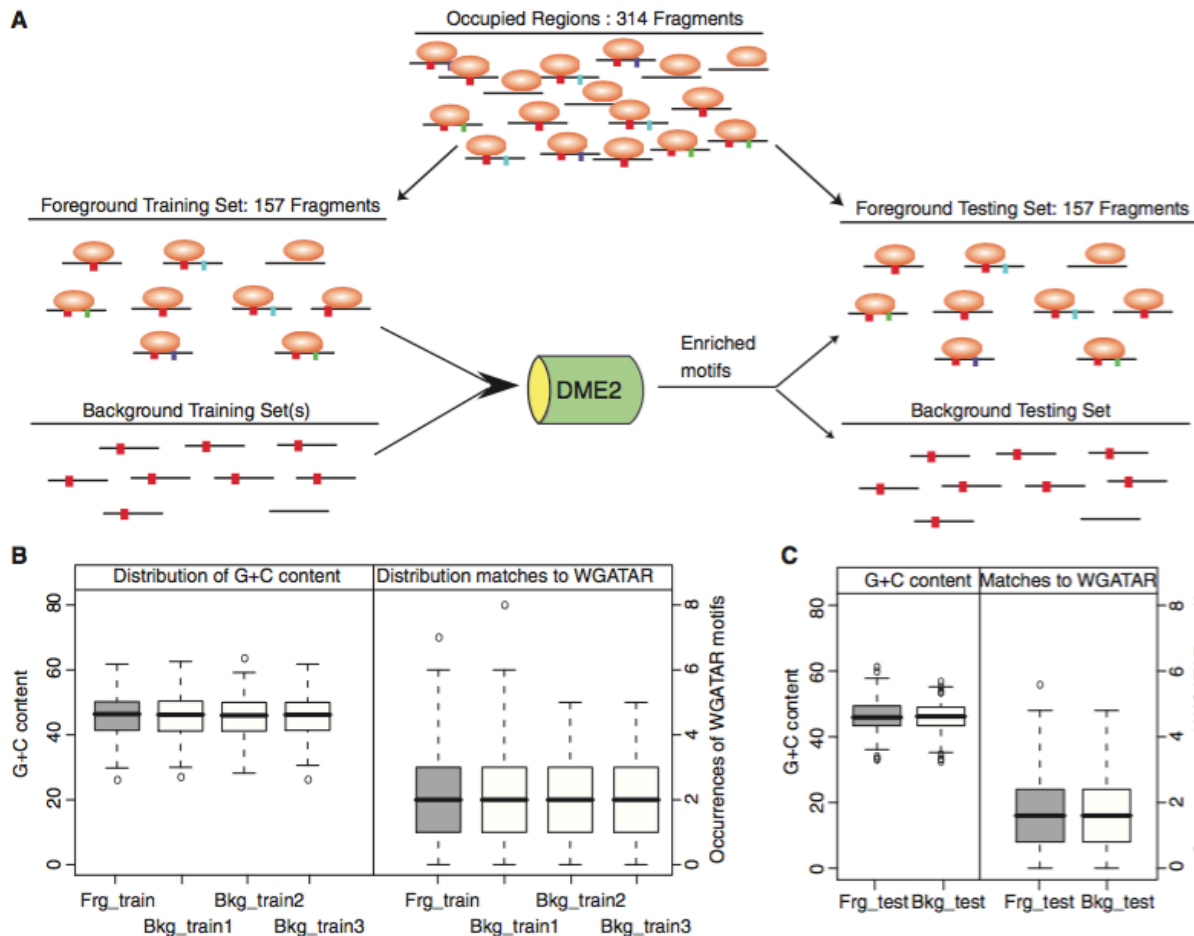 A
Occupied Regions : 314 Fragments
Foreground Training Set: 157 Fragments
Foreground Testing Set: 157 Fragments
Enriched
motifs
DME2
Background Training Set(s)
Background Testing Set
B
Distribution of G+C content
Distribution matches to WGATAR
G+C content
0
20
40
60
80
0
2
4
6
8
Occurrences of WGATAR motifs
Frg_train
Bkg_train1
Bkg_train2
Bkg_train3
Frg_train
Bkg_train1
Bkg_train2
Bkg_train3
C
G+C content
Matches to WGATAR
G+C content
0
20
40
60
80
0
2
4
6
8
Frg_test
Bkg_test
Frg_test
Bkg_test